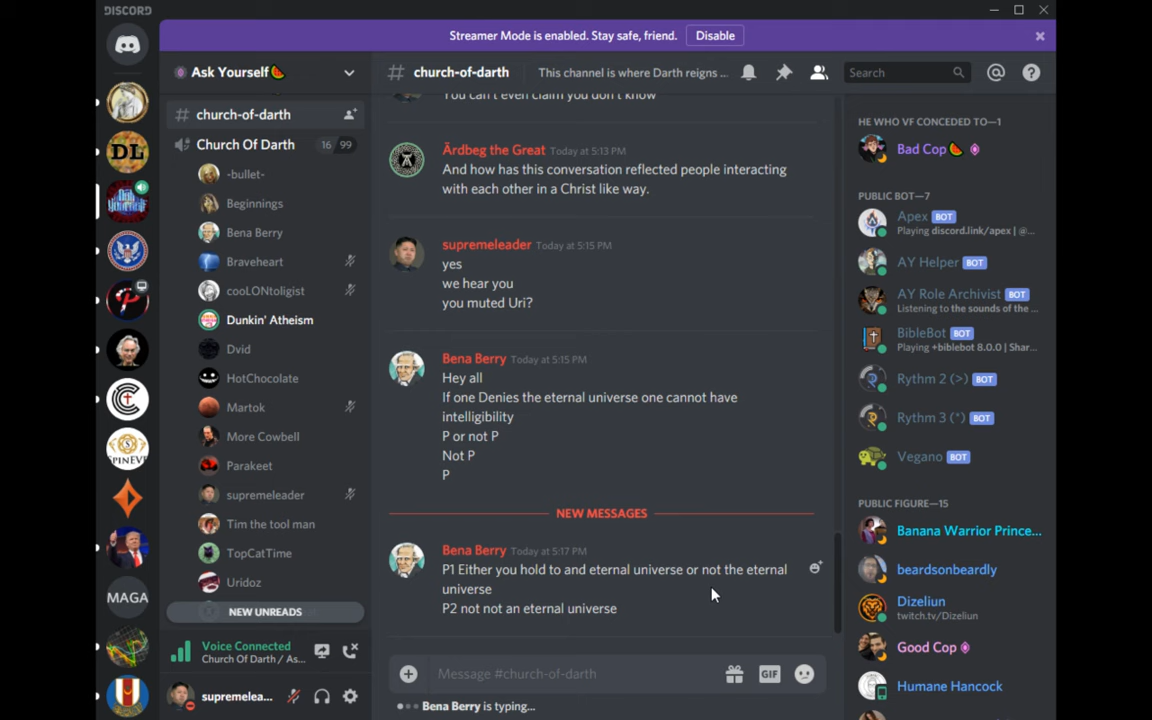 DISCORD
Streamer Mode is enabled. Stay safe, friend.
Disable
Ask Yourself🍉
# church-of-darth
This channel is where Darth reigns ...
Search
# church-of-darth
Church Of Darth
16 99
-bullet-
Beginnings
Bena Berry
Braveheart
cooLONtoligist
Dunkin' Atheism
Dvid
HotChocolate
Martok
More Cowbell
Parakeet
supremeleader
Tim the tool man
TopCatTime
Uridoz
NEW UNREADS
Voice Connected
Church Of Darth / As...
supremelea...
DL
SPINEVE
MAGA
You can't even claim you don't know
Ärdbeg the Great Today at 5:13 PM
And how has this conversation reflected people interacting
with each other in a Christ like way.
supremeleader Today at 5:15 PM
yes
we hear you
you muted Uri?
Bena Berry Today at 5:15 PM
Hey all
If one Denies the eternal universe one cannot have
intelligibility
P or not P
Not P
P
NEW MESSAGES
Bena Berry Today at 5:17 PM
P1 Either you hold to and eternal universe or not the eternal
universe
P2 not not an eternal universe
Message #church-of-darth
GIF
Bena Berry is typing...
HE WHO VF CONCEDED TO—1
Bad Cop🍉
PUBLIC BOT—7
Apex BOT
Playing discord.link/apex | @...
AY Helper BOT
AY Role Archivist BOT
Listening to the sounds of the ...
BibleBot BOT
Playing +biblebot 8.0.0 | Shar...
Rythm 2 (>) BOT
Rythm 3 (*) BOT
Vegano BOT
PUBLIC FIGURE—15
Banana Warrior Prince...
beardsonbeardly
Dizeliun
twitch.tv/Dizeliun
Good Cop
Humane Hancock